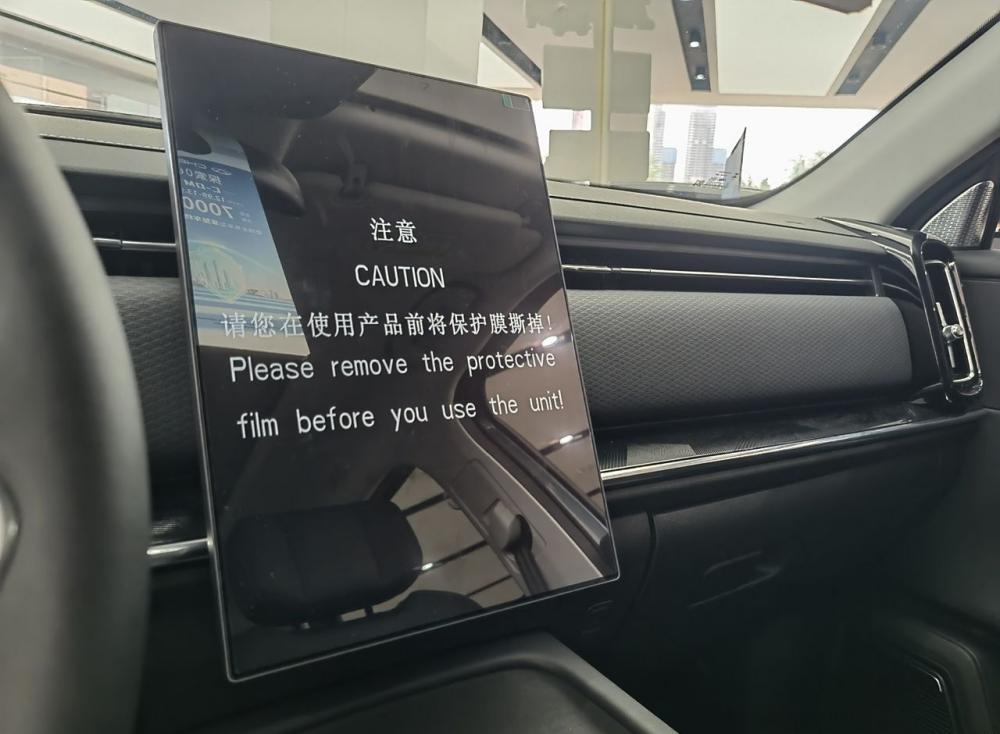 注意
CAUTION
请您在使用产品前将保护膜撕掉!
Please remove the protective
film before you use the unit!
7000